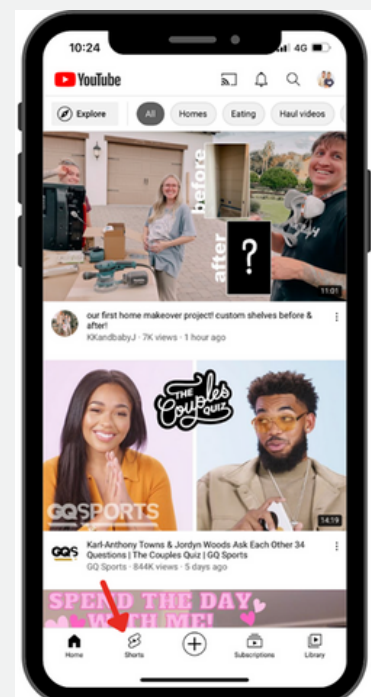 10:24
4G
YouTube
Explore
All
Homes
Eating
Haul videos
before
after
?
11:01
our first home makeover project! custom shelves before &
after!
KKandbabyJ · 7K views · 1 hour ago
THE
Couples
QUIZ
GQSPORTS
14:19
GQS
Karl-Anthony Towns & Jordyn Woods Ask Each Other 34
Questions | The Couples Quiz | GQ Sports
GQ Sports · 844K views · 5 days ago
SPEND THE DAY
WITH ME!
Home
Shorts
Subscriptions
Library